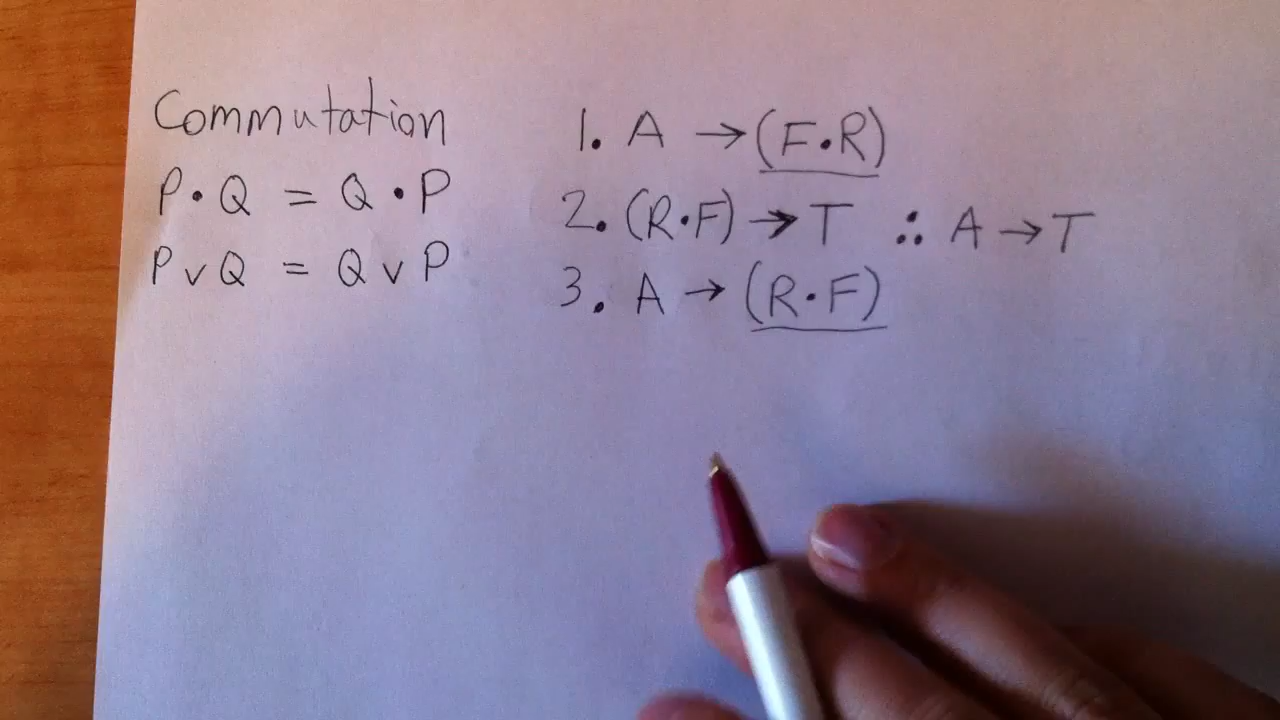 Commutation
P • Q = Q • P
P v Q = Q v P
1. A → (F • R)
2. (R • F) → T ∴ A → T
3. A → (R • F)